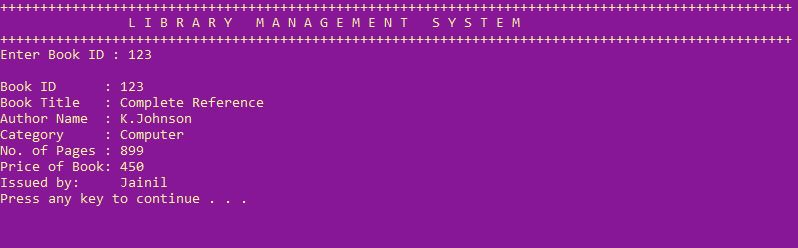 ++++++++++++++++++++++++++++++++++++++++++++++++++++++++++++++++++++++++++++++++++++++++++++++++++++
L I B R A R Y   M A N A G E M E N T   S Y S T E M
++++++++++++++++++++++++++++++++++++++++++++++++++++++++++++++++++++++++++++++++++++++++++++++++++++
Enter Book ID : 123
Book ID      : 123
Book Title   : Complete Reference
Author Name  : K.Johnson
Category     : Computer
No. of Pages : 899
Price of Book: 450
Issued by:     Jainil
Press any key to continue . . .